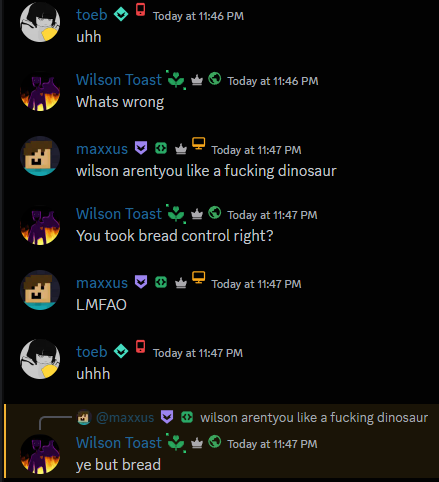 toeb Today at 11:46 PM
uhh
Wilson Toast Today at 11:46 PM
Whats wrong
maxxus Today at 11:47 PM
wilson arentyou like a fucking dinosaur
Wilson Toast Today at 11:47 PM
You took bread control right?
maxxus Today at 11:47 PM
LMFAO
toeb Today at 11:47 PM
uhhh
@maxxus wilson arentyou like a fucking dinosaur
Wilson Toast Today at 11:47 PM
ye but bread